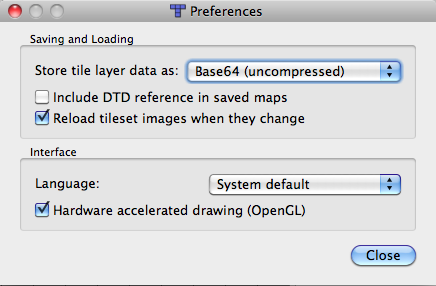 Preferences
Saving and Loading
Store tile layer data as: Base64 (uncompressed)
Include DTD reference in saved maps
Reload tileset images when they change
Interface
Language: System default
Hardware accelerated drawing (OpenGL)
Close